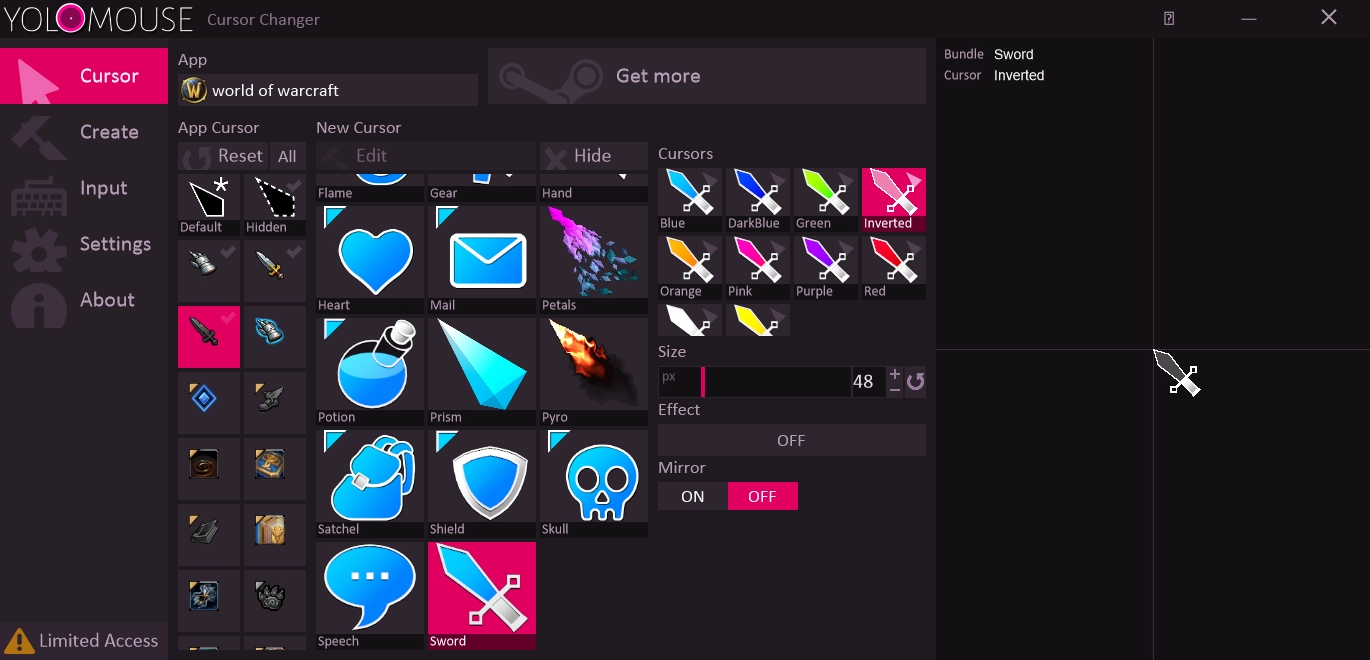 YOLOMOUSE Cursor Changer
Cursor
Create
Input
Settings
About
Limited Access
App
world of warcraft
Get more
App Cursor
Reset All
Default Hidden
New Cursor
Edit Hide
Flame Gear Hand
Heart Mail Petals
Potion Prism Pyro
Satchel Shield Skull
Speech Sword
Cursors
Blue DarkBlue Green Inverted
Orange Pink Purple Red
Size
px 48 + −
Effect
OFF
Mirror
ON OFF
Bundle Sword
Cursor Inverted